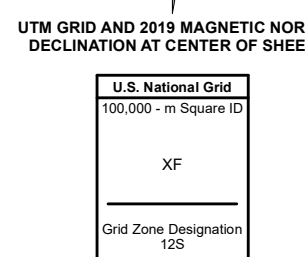 UTM GRID AND 2019 MAGNETIC NOR
DECLINATION AT CENTER OF SHEE
U.S. National Grid
100,000 - m Square ID
XF
Grid Zone Designation
12S